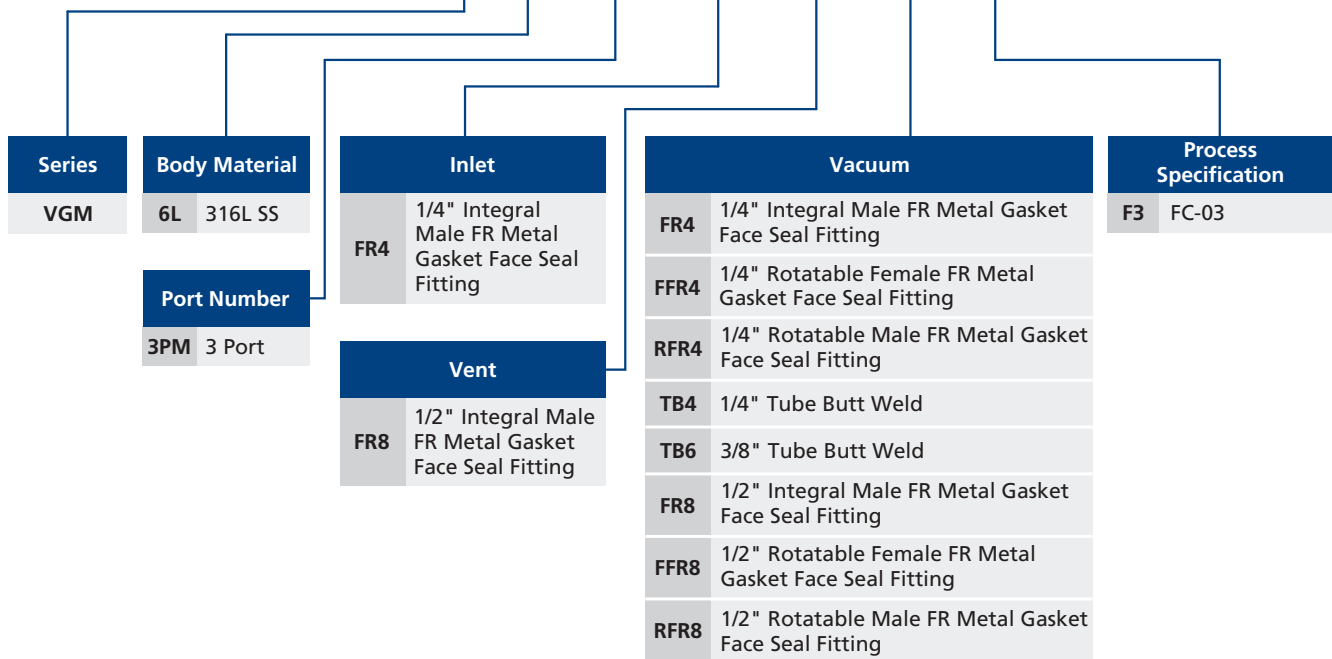 Series
VGM
Body Material
6L 316L SS
Port Number
3PM 3 Port
Inlet
FR4
1/4" Integral
Male FR Metal
Gasket Face Seal
Fitting
Vent
FR8
1/2" Integral Male
FR Metal Gasket
Face Seal Fitting
Vacuum
FR4
1/4" Integral Male FR Metal Gasket
Face Seal Fitting
FFR4
1/4" Rotatable Female FR Metal
Gasket Face Seal Fitting
RFR4
1/4" Rotatable Male FR Metal Gasket
Face Seal Fitting
TB4 1/4" Tube Butt Weld
TB6 3/8" Tube Butt Weld
FR8
1/2" Integral Male FR Metal Gasket
Face Seal Fitting
FFR8
1/2" Rotatable Female FR Metal
Gasket Face Seal Fitting
RFR8
1/2" Rotatable Male FR Metal Gasket
Face Seal Fitting
Process
Specification
F3 FC-03